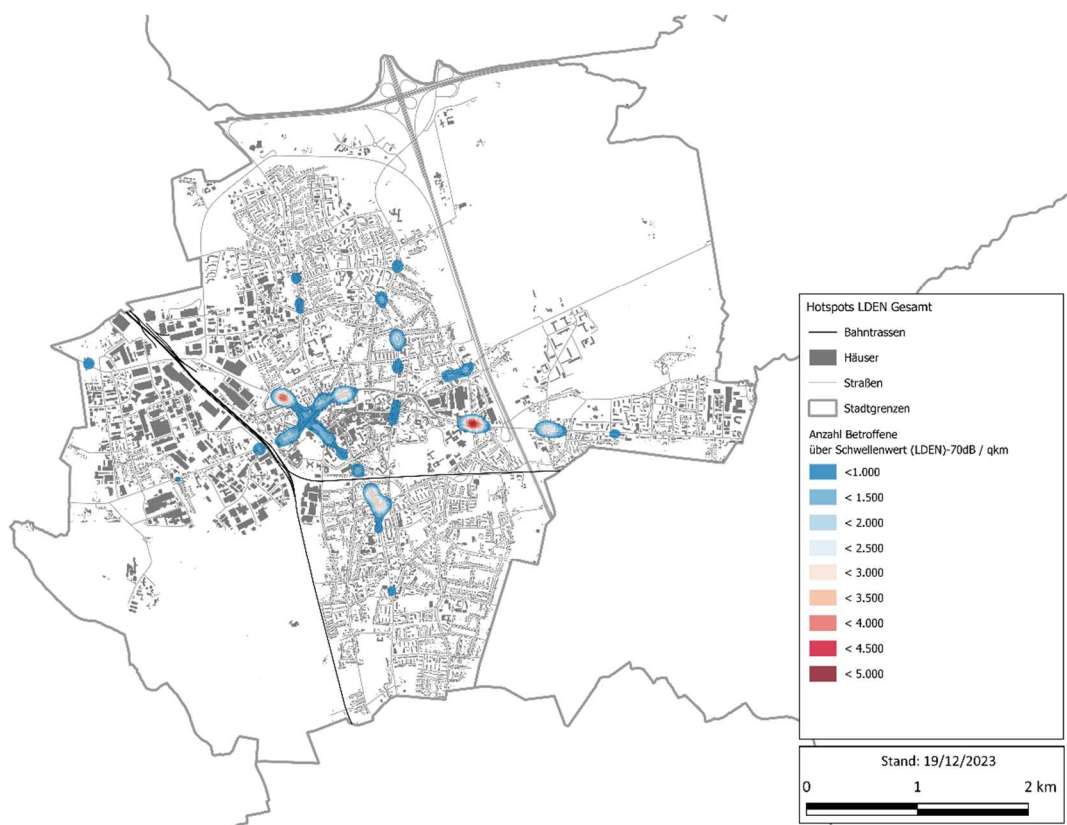 Hotspots LDEN Gesamt
Bahntrassen
Häuser
Straßen
Stadtgrenzen
Anzahl Betroffene
über Schwellenwert (LDEN)-70dB / qkm
<1.000
< 1.500
< 2.000
< 2.500
< 3.000
< 3.500
< 4.000
< 4.500
< 5.000
Stand: 19/12/2023
0 1 2 km